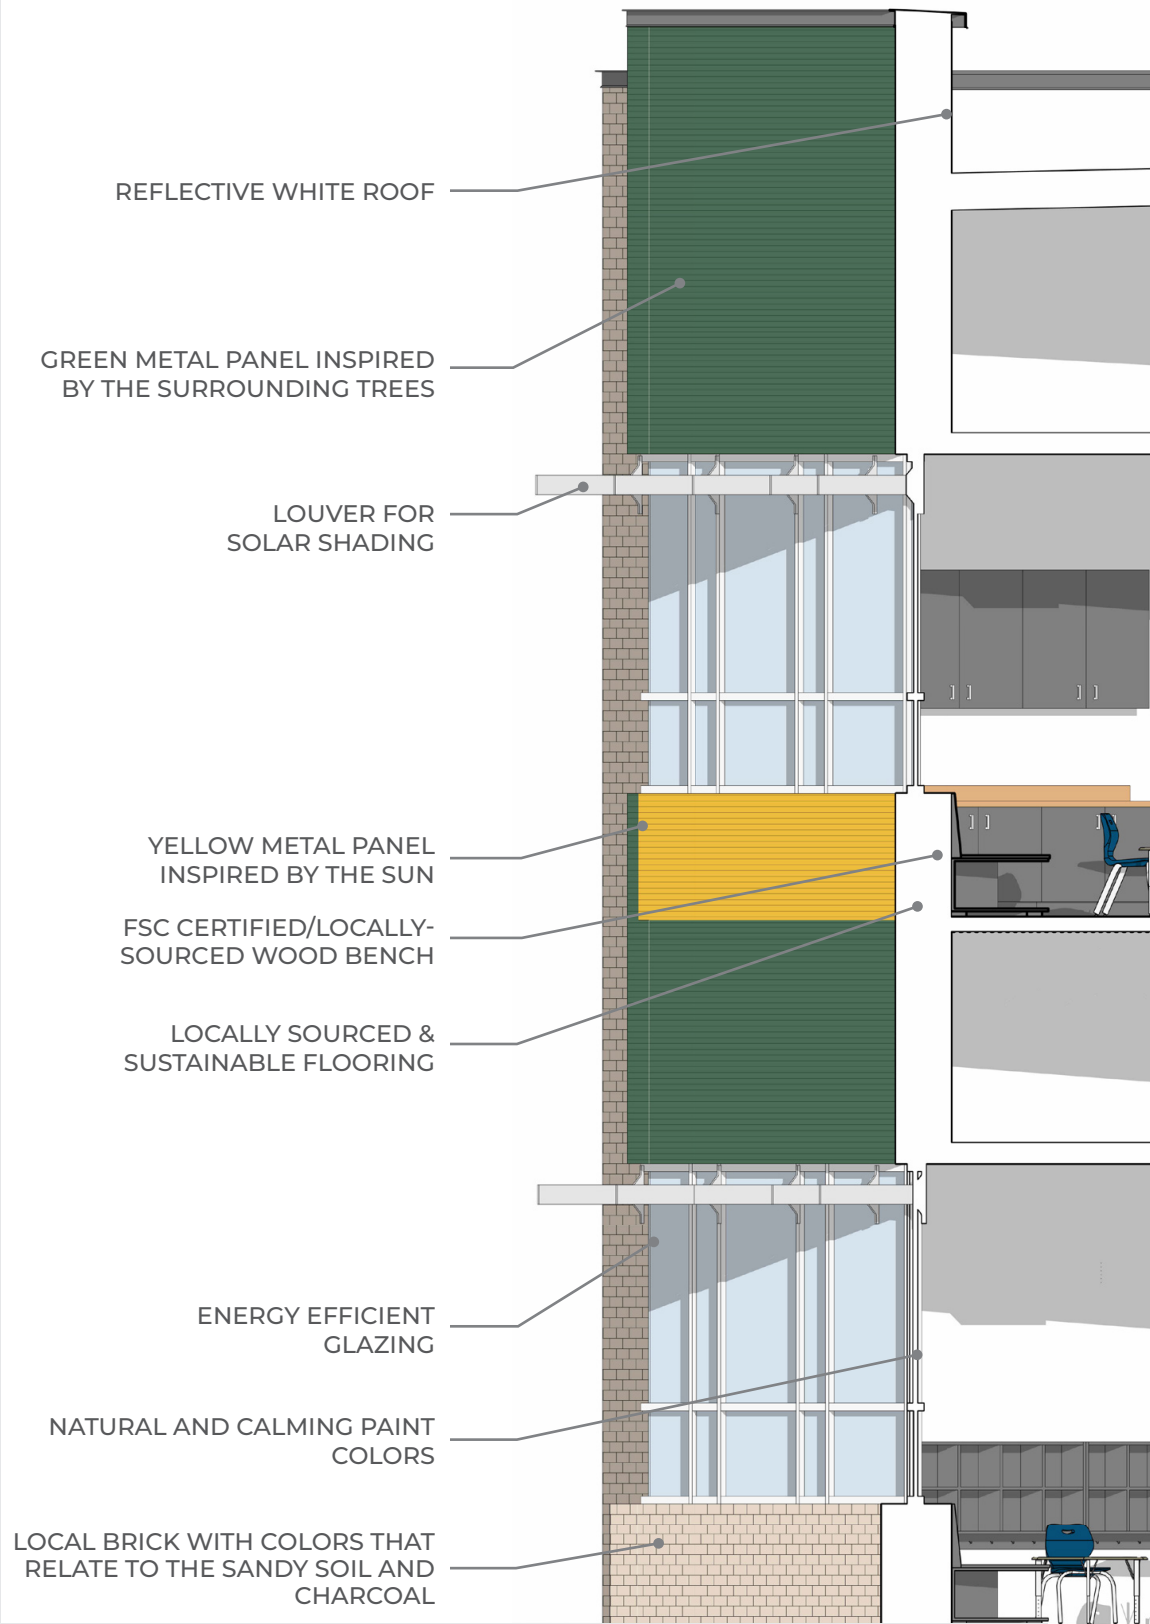 REFLECTIVE WHITE ROOF
GREEN METAL PANEL INSPIRED
BY THE SURROUNDING TREES
LOUVER FOR
SOLAR SHADING
YELLOW METAL PANEL
INSPIRED BY THE SUN
FSC CERTIFIED/LOCALLY-
SOURCED WOOD BENCH
LOCALLY SOURCED &
SUSTAINABLE FLOORING
ENERGY EFFICIENT
GLAZING
NATURAL AND CALMING PAINT
COLORS
LOCAL BRICK WITH COLORS THAT
RELATE TO THE SANDY SOIL AND
CHARCOAL